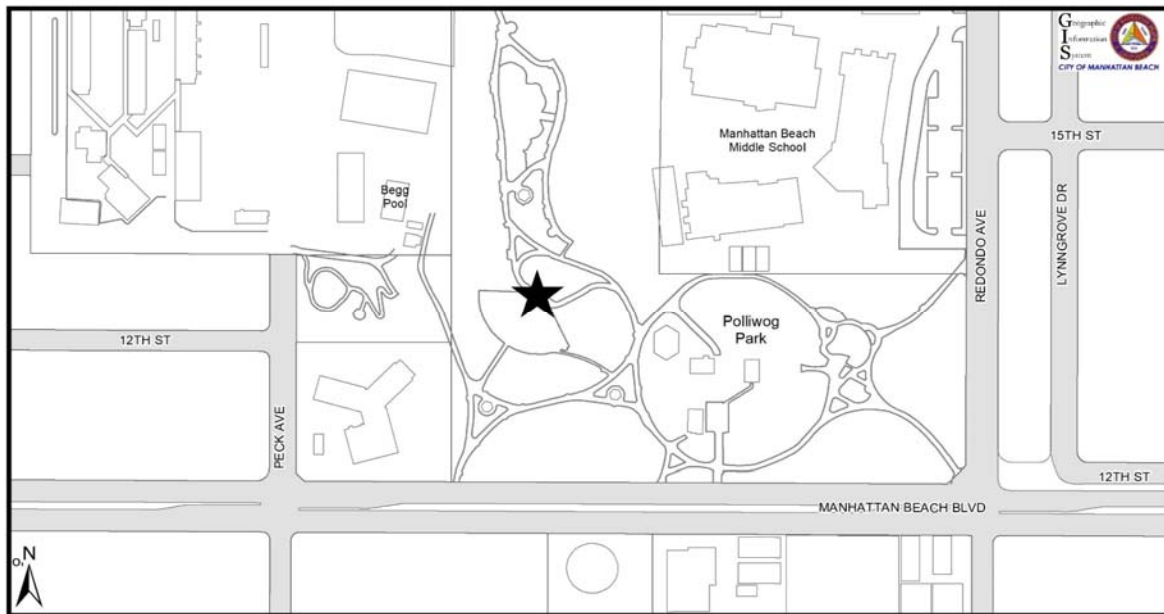 Geographic
Information
System
CITY OF MANHATTAN BEACH
Manhattan Beach
Middle School
15TH ST
Begg
Pool
LYNNGROVE DR
REDONDO AVE
Polliwog
Park
12TH ST
PECK AVE
12TH ST
MANHATTAN BEACH BLVD
o,N